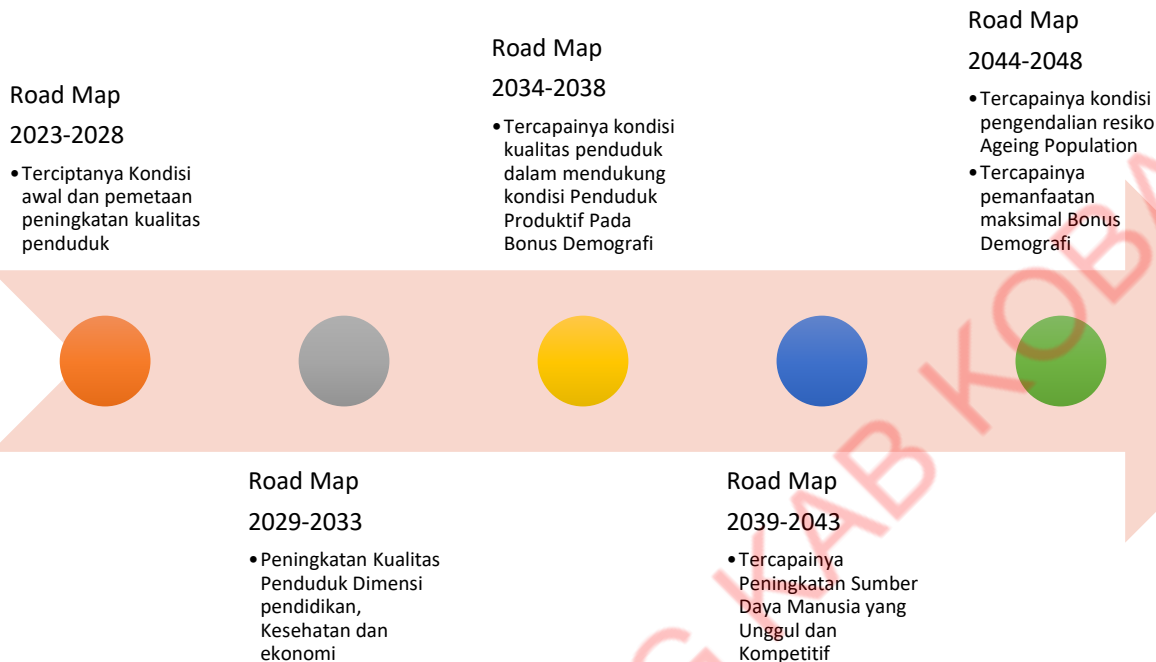 Road Map
2023-2028
•Terciptanya Kondisi
awal dan pemetaan
peningkatan kualitas
penduduk
Road Map
2029-2033
•Peningkatan Kualitas
Penduduk Dimensi
pendidikan,
Kesehatan dan
ekonomi
Road Map
2034-2038
•Tercapainya kondisi
kualitas penduduk
dalam mendukung
kondisi Penduduk
Produktif Pada
Bonus Demografi
Road Map
2039-2043
•Tercapainya
Peningkatan Sumber
Daya Manusia yang
Unggul dan
Kompetitif
Road Map
2044-2048
•Tercapainya kondisi
pengendalian resiko
Ageing Population
•Tercapainya
pemanfaatan
maksimal Bonus
Demografi
G KAB KOBA